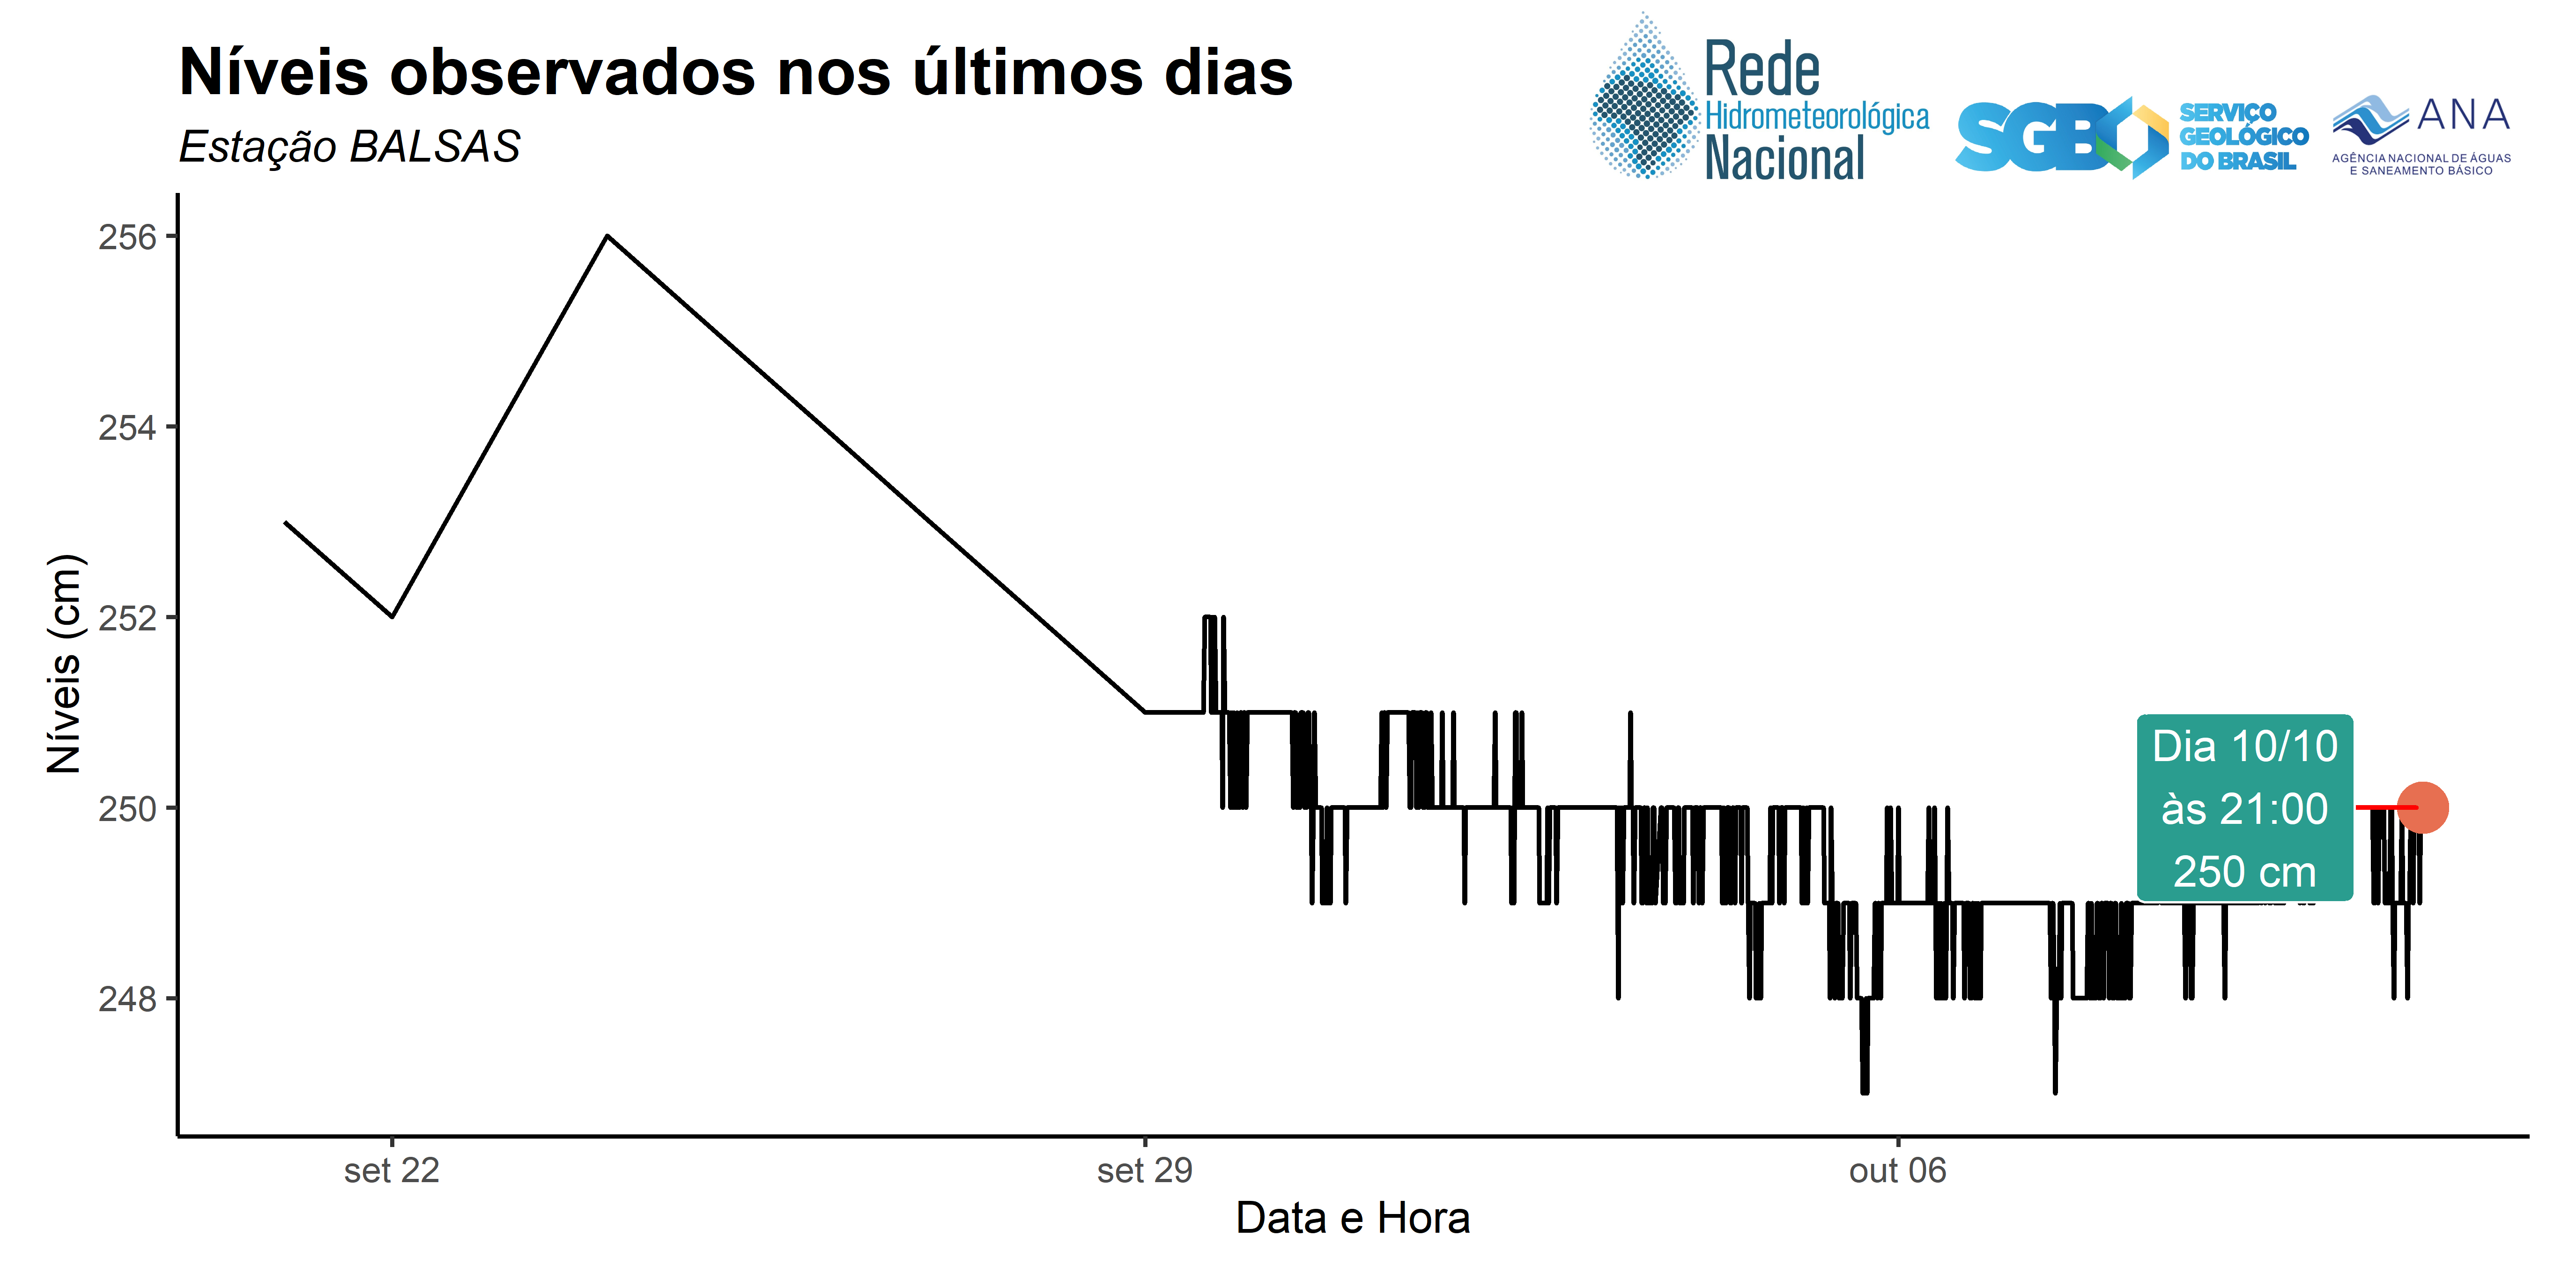 Níveis observados nos últimos dias
Estação BALSAS
Rede
Hidrometeorológica
Nacional
SGB
SERVIÇO
GEOLÓGICO
DO BRASIL
ANA
AGÊNCIA NACIONAL DE ÁGUAS
E SANEAMENTO BÁSICO
Níveis (cm)
256
254
252
250
248
Dia 10/10
às 21:00
250 cm
set 22
set 29
out 06
Data e Hora